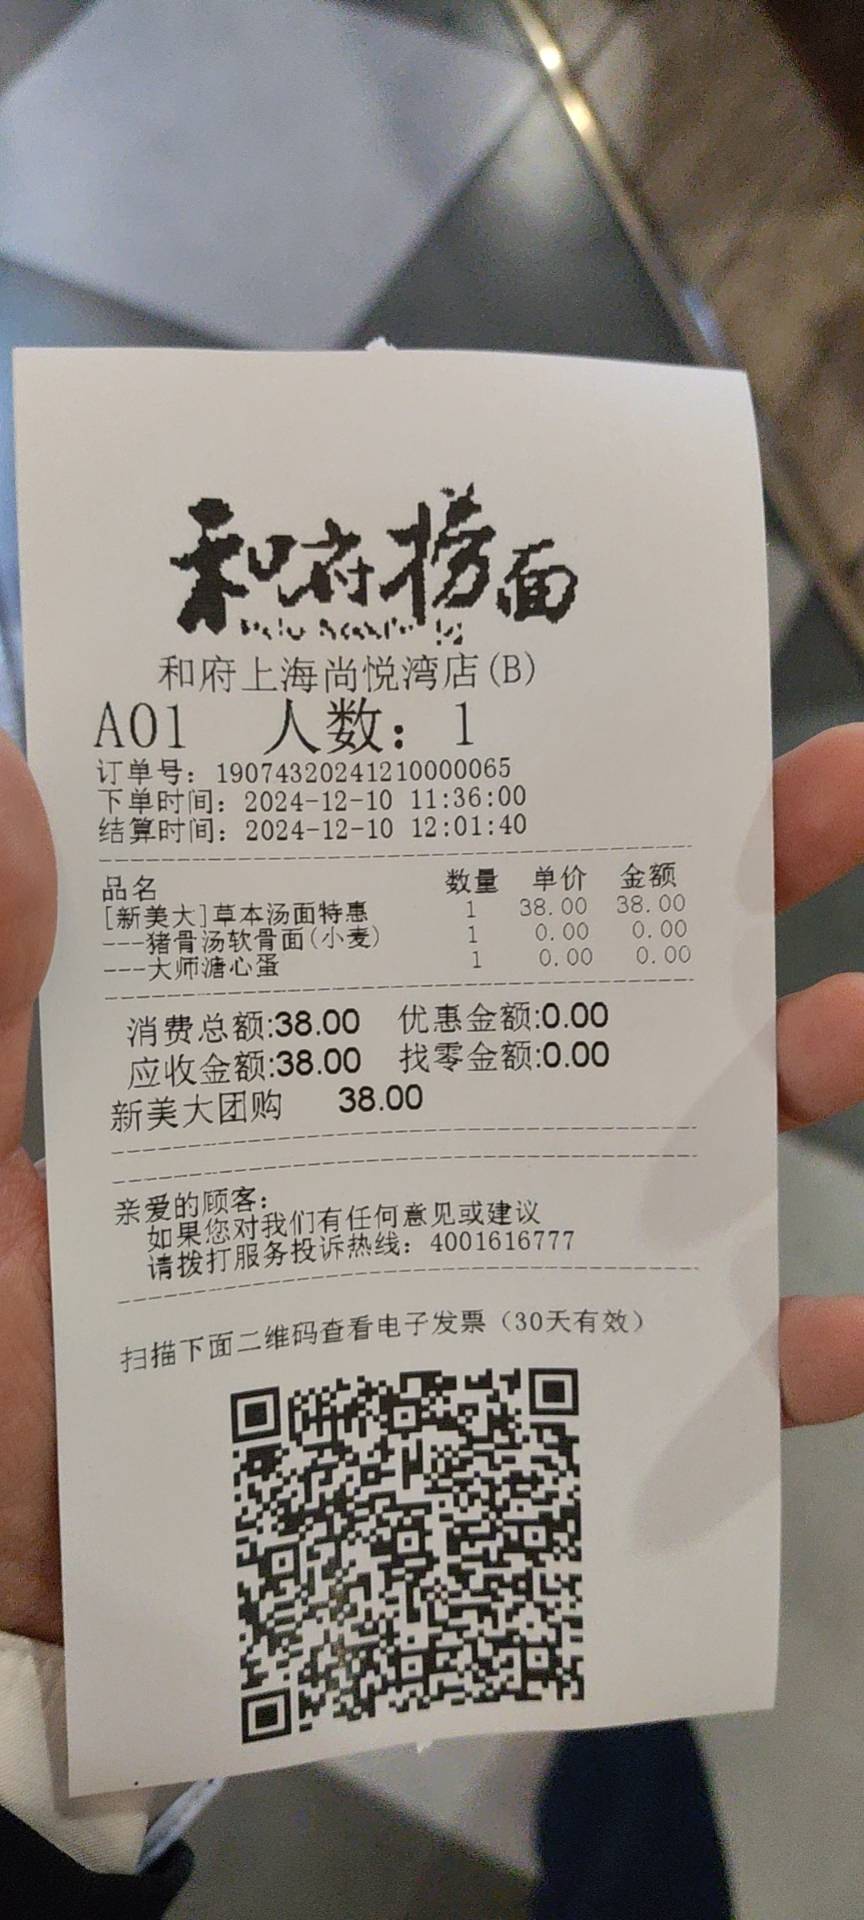 和府捞面
和府上海尚悦湾店(B)
A01 人数: 1
订单号: 19074320241210000065
下单时间: 2024-12-10 11:36:00
结算时间: 2024-12-10 12:01:40
品名 数量 单价 金额
[新美大]草本汤面特惠 1 38.00 38.00
---猪骨汤软骨面(小麦) 1 0.00 0.00
---大师溏心蛋 1 0.00 0.00
消费总额:38.00 优惠金额:0.00
应收金额:38.00 找零金额:0.00
新美大团购 38.00
亲爱的顾客:
如果您对我们有任何意见或建议
请拨打服务投诉热线: 4001616777
扫描下面二维码查看电子发票（30天有效）